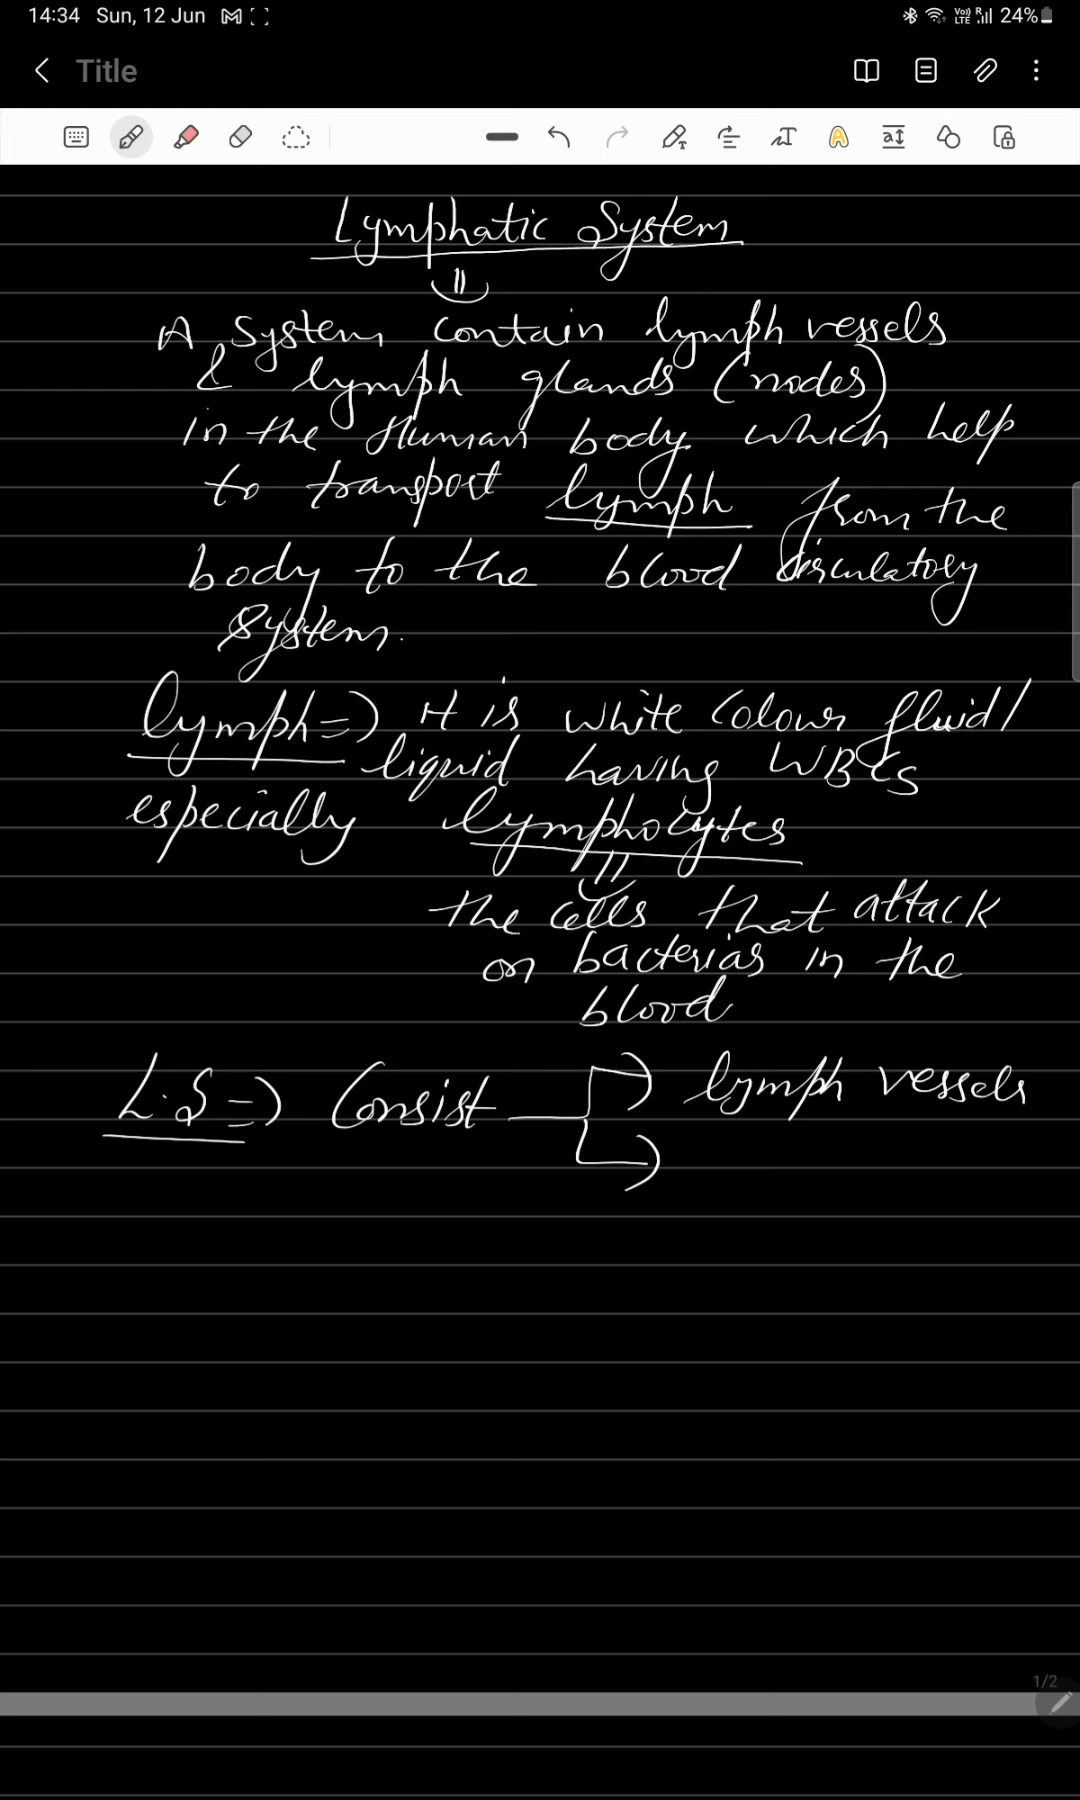 14:34 Sun, 12 Jun 24%
Title
Lymphatic System
A System contain lymph vessels
& lymph glands (nodes)
in the Human body which help
to transport lymph from the
body to the blood circulatory
system.
lymph => It is white colour fluid/
liquid having WBCs
especially lympholytes
the cells that attack
on bacterias in the
blood
L.S => Consist lymph vessels
1/2